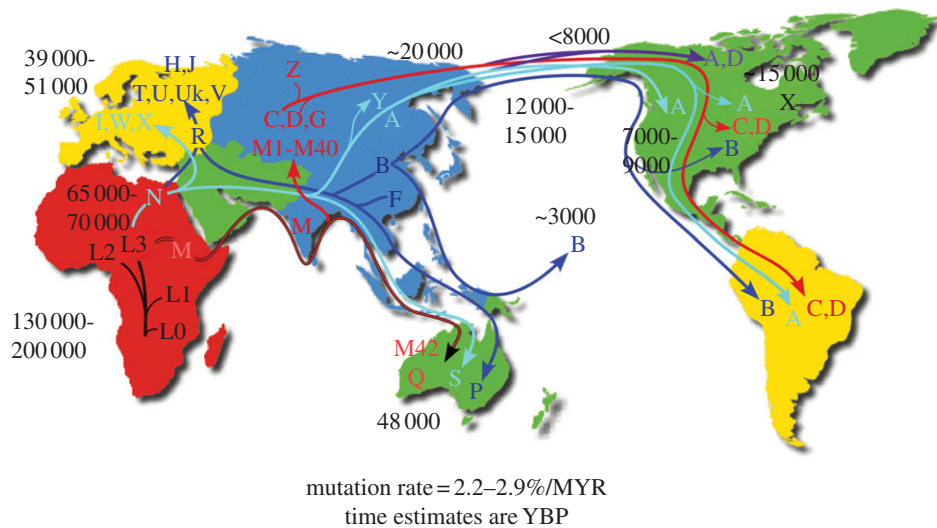 39 000-
51 000
H,J
T,U,Uk,V
I,W,X
R
Z
C,D,G
M1-M40
Y
A
~20 000
<8000
A,D
~15 000
X
A
A
C,D
12 000-
15 000
7000-
9000
B
B
F
N
65 000-
70 000
L3
L2
M
M
L1
L0
130 000-
200 000
~3000
B
B
A
C,D
M42
Q
S
P
48 000
mutation rate = 2.2–2.9%/MYR
time estimates are YBP